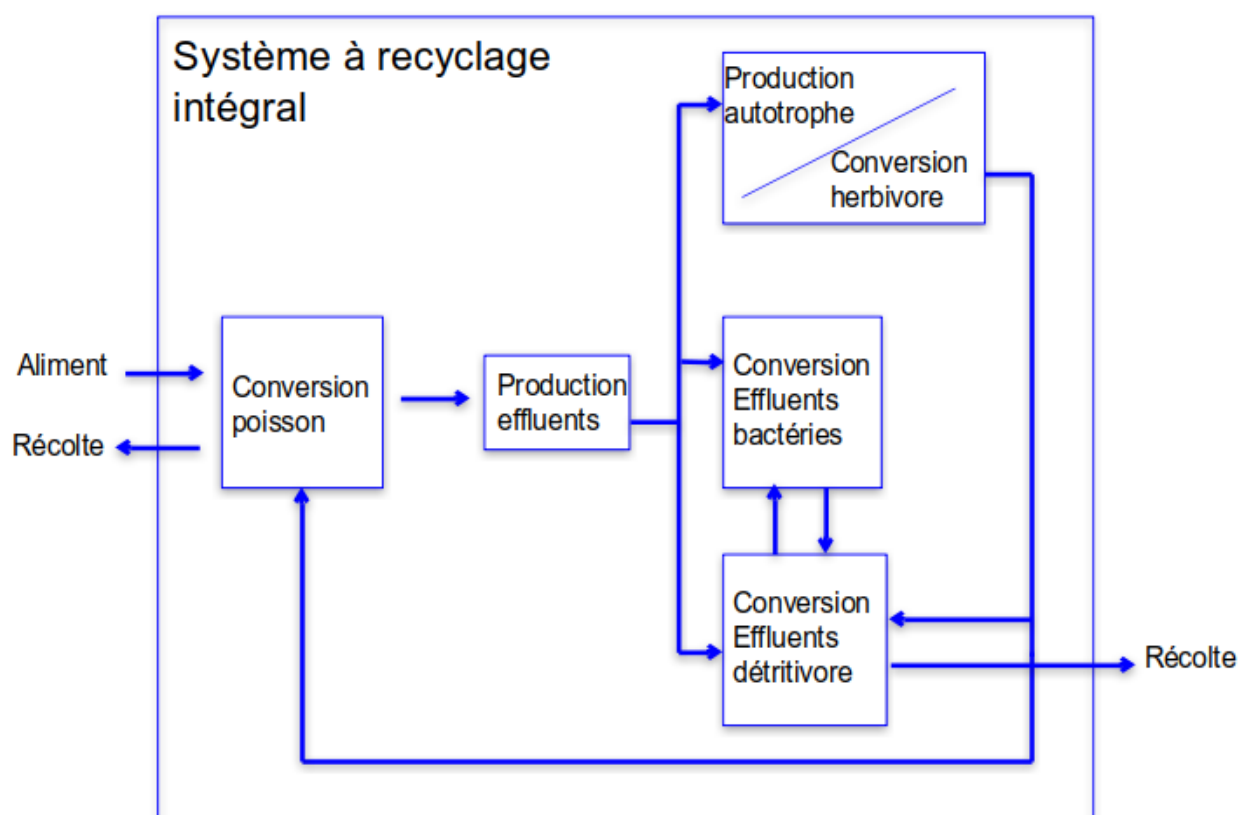 Système à recyclage
intégral
Production
autotrophe
Conversion
herbivore
Aliment
Récolte
Conversion
poisson
Production
effluents
Conversion
Effluents
bactéries
Conversion
Effluents
détritivore
Récolte